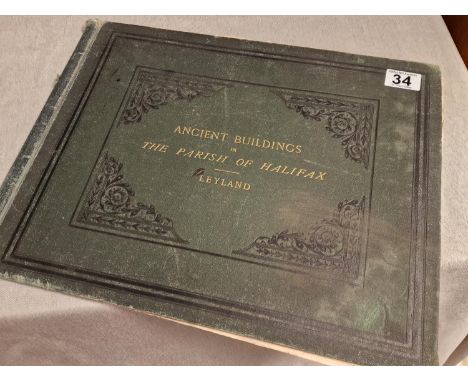 34
ANCIENT BUILDINGS
in
THE PARISH OF HALIFAX
LEYLAND